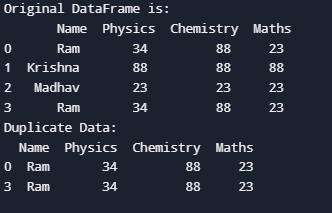 Original DataFrame is:
      Name  Physics  Chemistry  Maths
0      Ram       34         88     23
1  Krishna       88         88     88
2   Madhav       23         23     23
3      Ram       34         88     23
Duplicate Data:
  Name  Physics  Chemistry  Maths
0  Ram       34         88     23
3  Ram       34         88     23